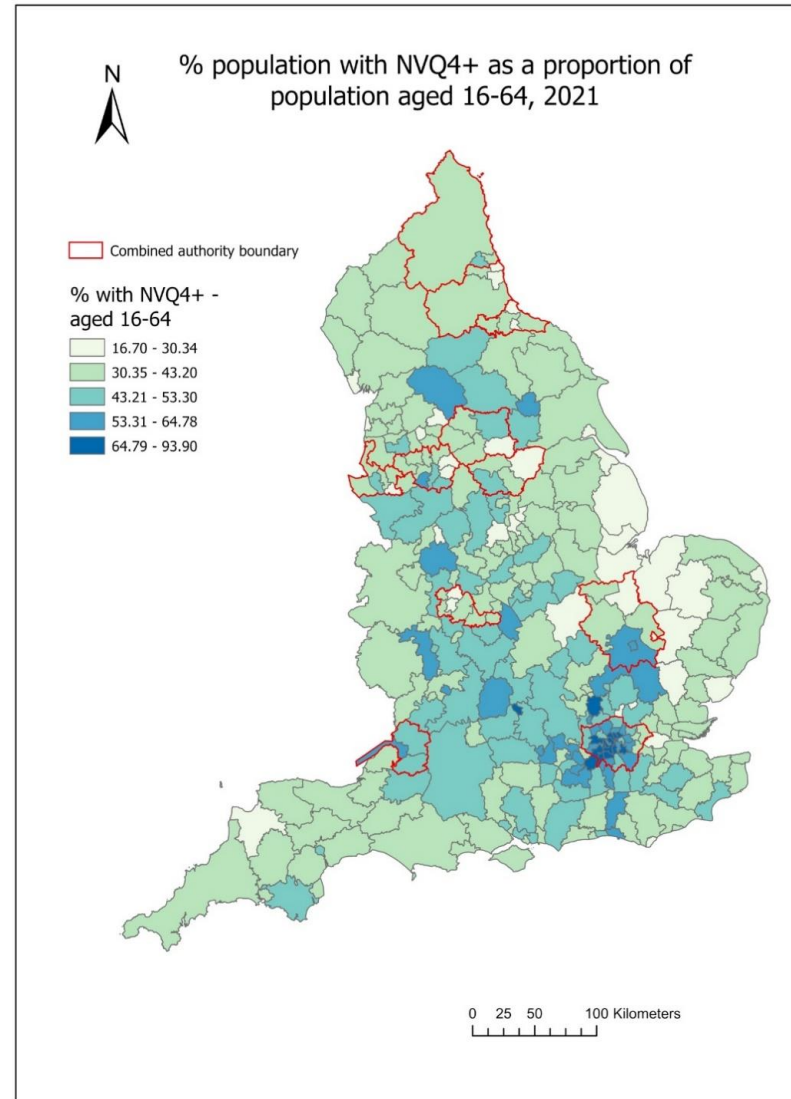 % population with NVQ4+ as a proportion of
population aged 16-64, 2021
N
Combined authority boundary
% with NVQ4+ -
aged 16-64
16.70 - 30.34
30.35 - 43.20
43.21 - 53.30
53.31 - 64.78
64.79 - 93.90
0 25 50 100 Kilometers